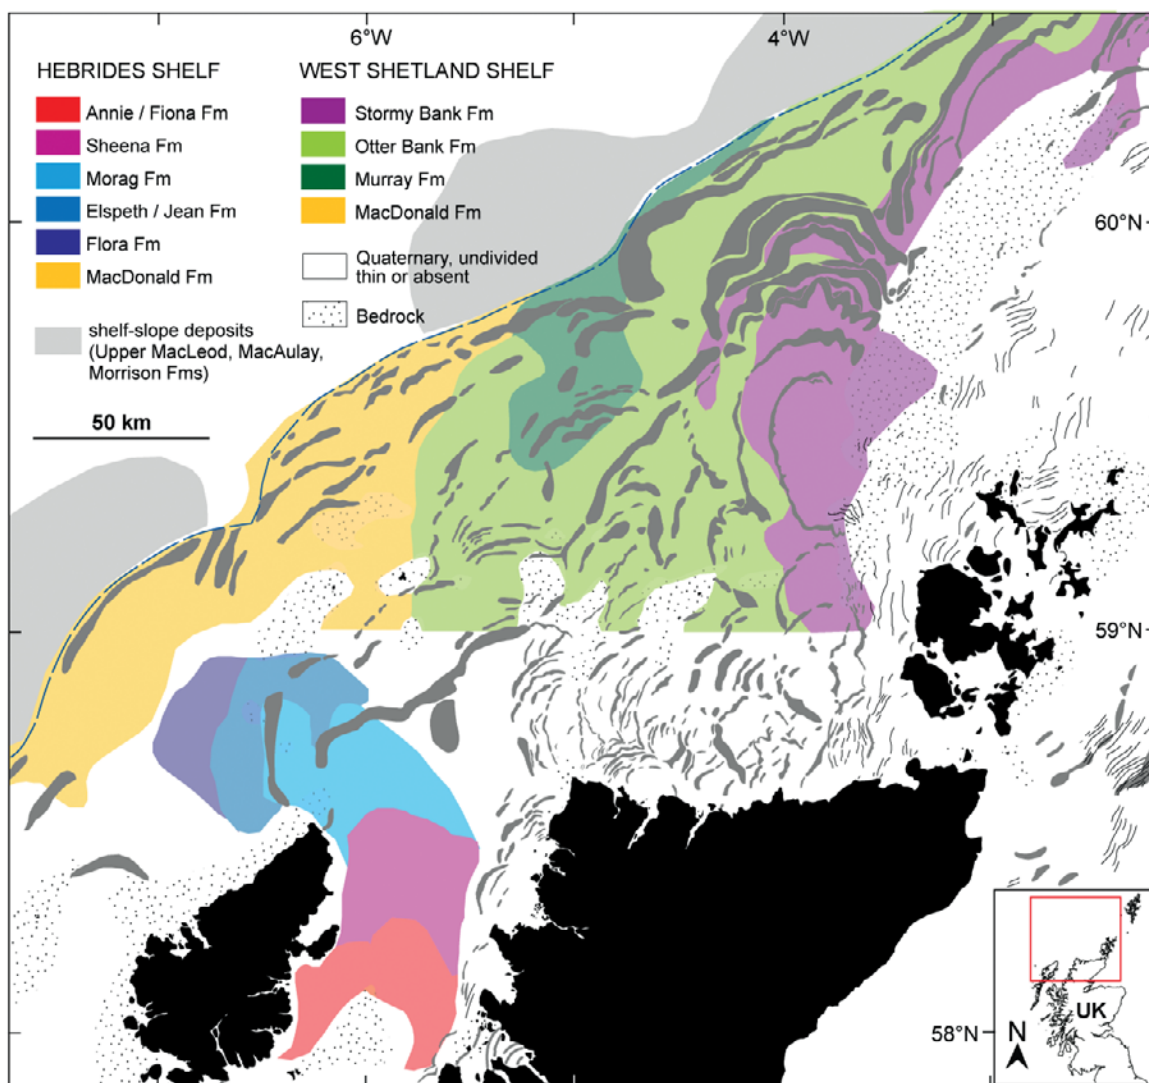 6°W
4°W
HEBRIDES SHELF
Annie / Fiona Fm
Sheena Fm
Morag Fm
Elspeth / Jean Fm
Flora Fm
MacDonald Fm
shelf-slope deposits
(Upper MacLeod, MacAulay,
Morrison Fms)
50 km
WEST SHETLAND SHELF
Stormy Bank Fm
Otter Bank Fm
Murray Fm
MacDonald Fm
Quaternary, undivided
thin or absent
Bedrock
60°N
59°N
58°N
N
UK